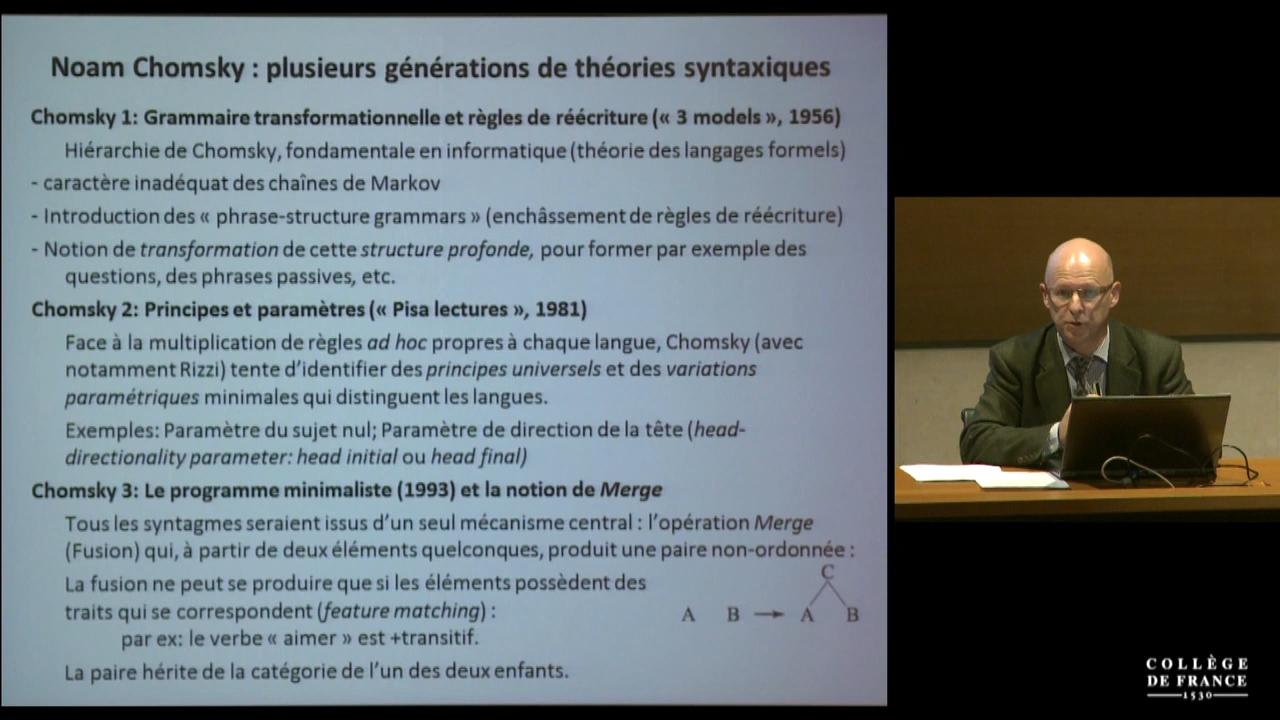 Noam Chomsky : plusieurs générations de théories syntaxiques
Chomsky 1: Grammaire transformationnelle et règles de réécriture (« 3 models », 1956)
Hiérarchie de Chomsky, fondamentale en informatique (théorie des langages formels)
- caractère inadéquat des chaînes de Markov
- Introduction des « phrase-structure grammars » (enchâssement de règles de réécriture)
- Notion de transformation de cette structure profonde, pour former par exemple des
questions, des phrases passives, etc.
Chomsky 2: Principes et paramètres (« Pisa lectures », 1981)
Face à la multiplication de règles ad hoc propres à chaque langue, Chomsky (avec
notamment Rizzi) tente d'identifier des principes universels et des variations
paramétriques minimales qui distinguent les langues.
Exemples: Paramètre du sujet nul; Paramètre de direction de la tête (head-
directionality parameter: head initial ou head final)
Chomsky 3: Le programme minimaliste (1993) et la notion de Merge
Tous les syntagmes seraient issus d'un seul mécanisme central : l'opération Merge
(Fusion) qui, à partir de deux éléments quelconques, produit une paire non-ordonnée :
La fusion ne peut se produire que si les éléments possèdent des
traits qui se correspondent (feature matching) :
par ex: le verbe « aimer » est +transitif.
La paire hérite de la catégorie de l'un des deux enfants.
C
A B → A B
COLLÈGE
DE FRANCE
1530